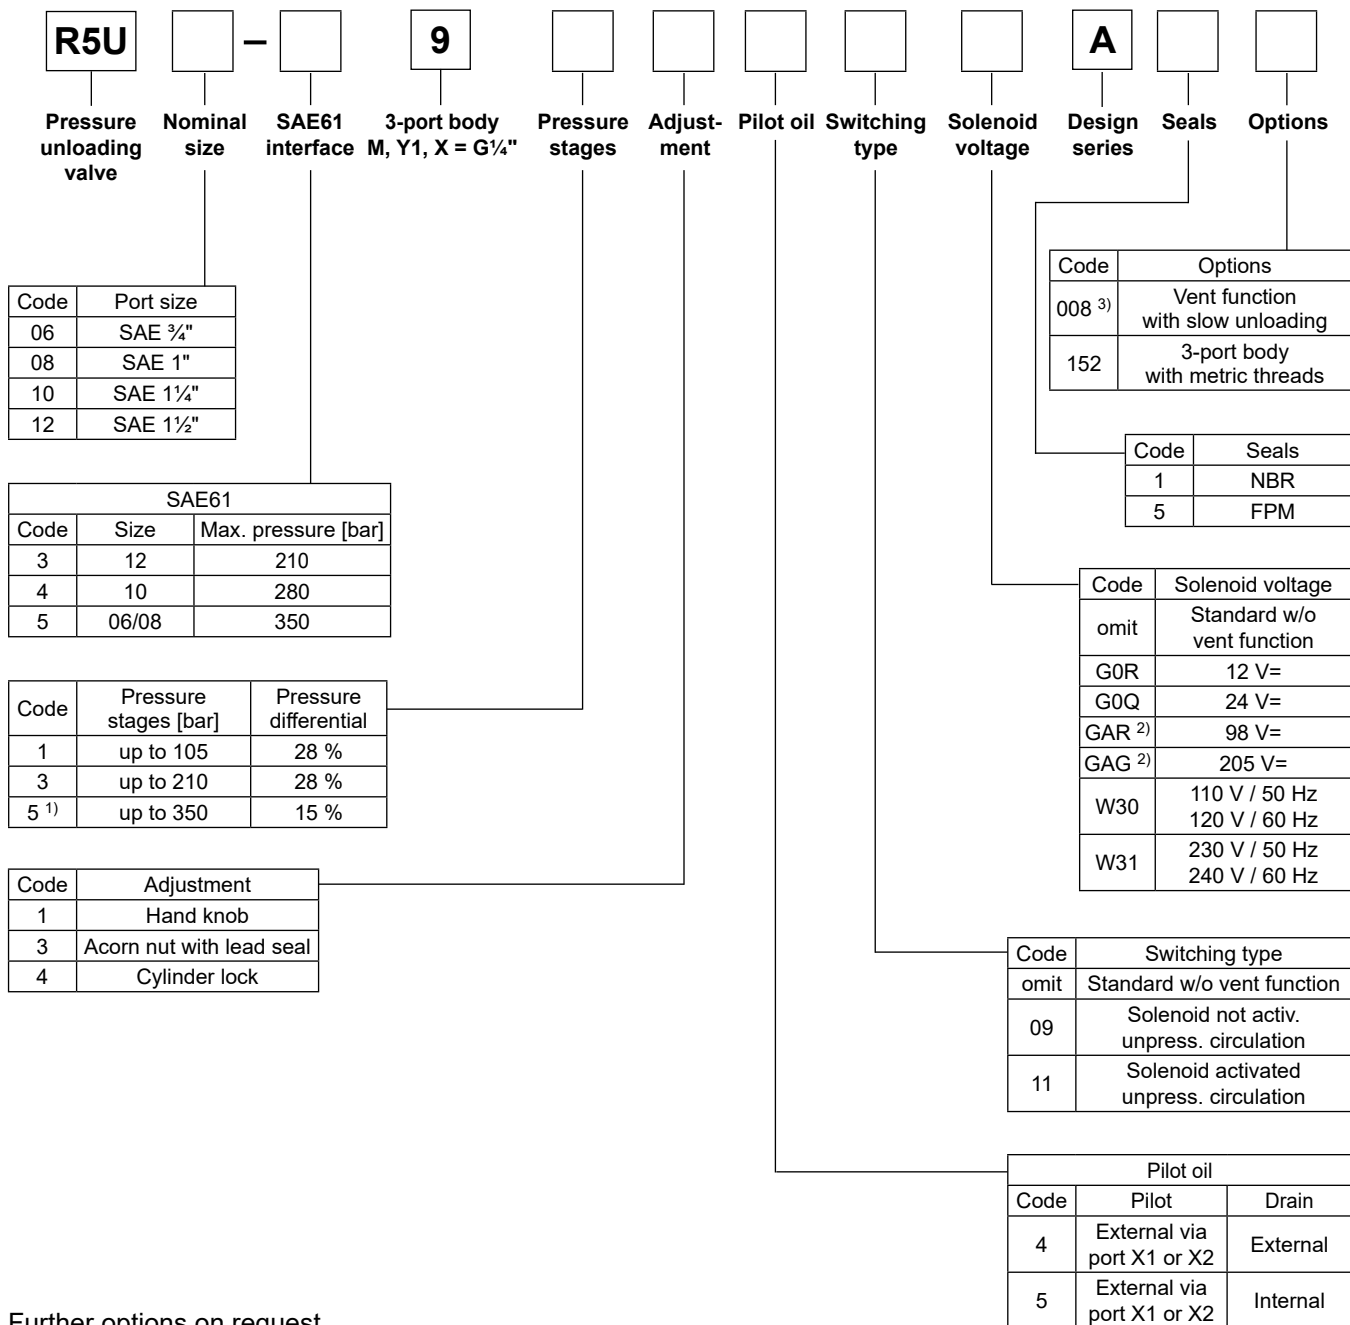 R5U – 9 A
Pressure unloading valve
Nominal size
SAE61 interface
3-port body M, Y1, X = G¼"
Pressure stages
Adjust-ment
Pilot oil
Switching type
Solenoid voltage
Design series
Seals
Options
Code Port size
06 SAE ¾"
08 SAE 1"
10 SAE 1¼"
12 SAE 1½"
SAE61
Code Size Max. pressure [bar]
3 12 210
4 10 280
5 06/08 350
Code Pressure stages [bar] Pressure differential
1 up to 105 28 %
3 up to 210 28 %
5 1) up to 350 15 %
Code Adjustment
1 Hand knob
3 Acorn nut with lead seal
4 Cylinder lock
Code Options
008 3) Vent function with slow unloading
152 3-port body with metric threads
Code Seals
1 NBR
5 FPM
Code Solenoid voltage
omit Standard w/o vent function
G0R 12 V=
G0Q 24 V=
GAR 2) 98 V=
GAG 2) 205 V=
W30 110 V / 50 Hz 120 V / 60 Hz
W31 230 V / 50 Hz 240 V / 60 Hz
Code Switching type
omit Standard w/o vent function
09 Solenoid not activ. unpress. circulation
11 Solenoid activated unpress. circulation
Pilot oil
Code Pilot Drain
4 External via port X1 or X2 External
5 External via port X1 or X2 Internal
Further options on request